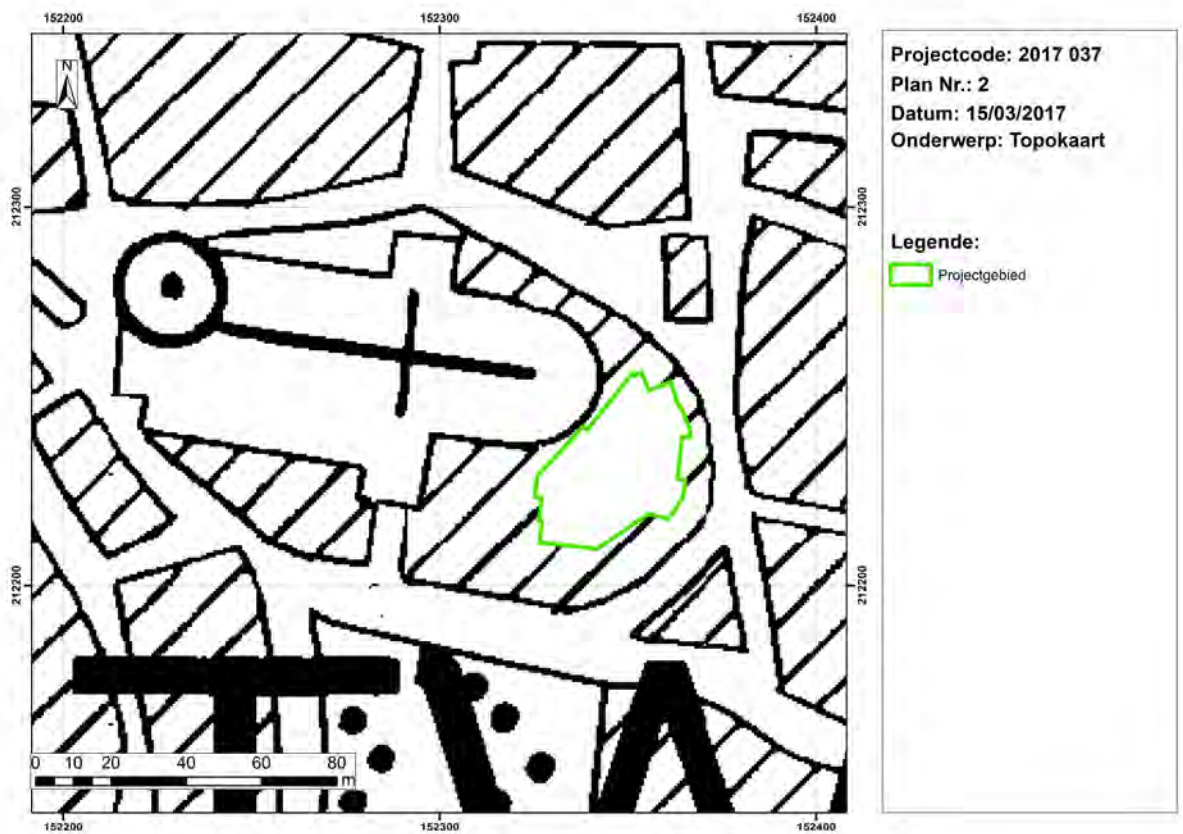 152200 152300 152400
N
212300 212300
212200 212200
0 10 20 40 60 80
m
152200 152300 152400
Projectcode: 2017 037
Plan Nr.: 2
Datum: 15/03/2017
Onderwerp: Topokaart
Legende:
Projectgebied